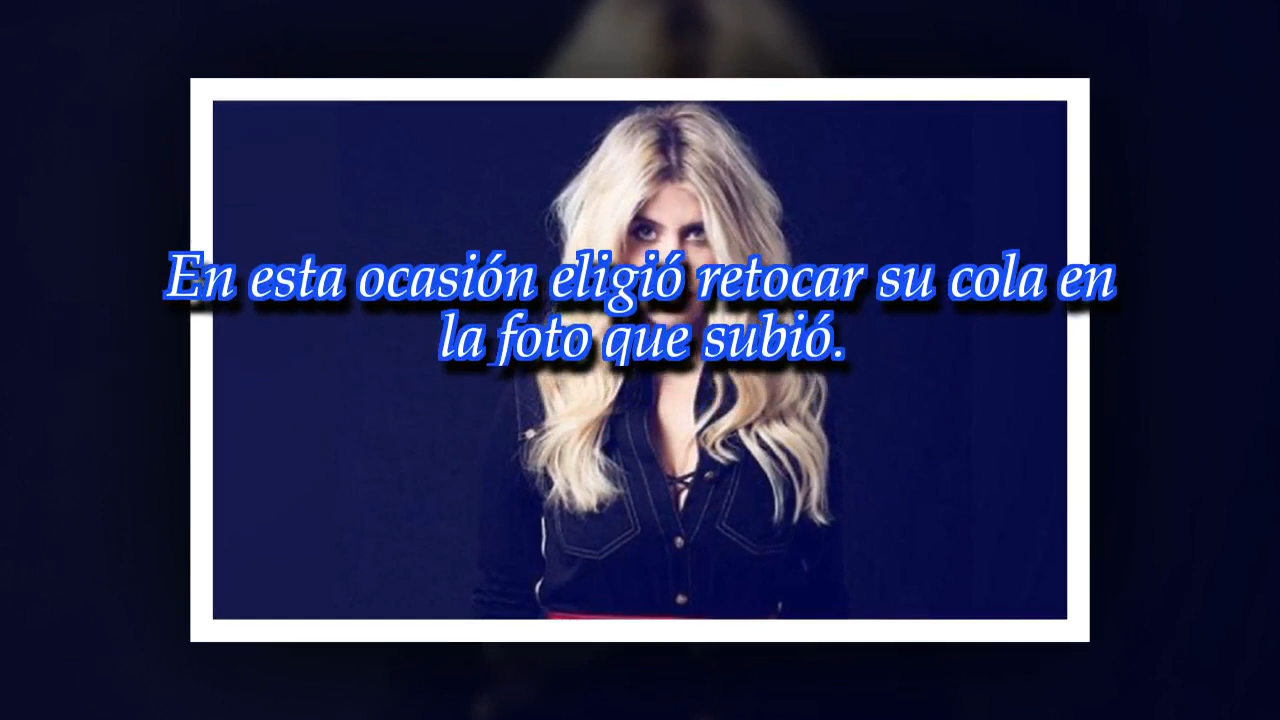 En esta ocasión eligió retocar su cola en
la foto que subió.